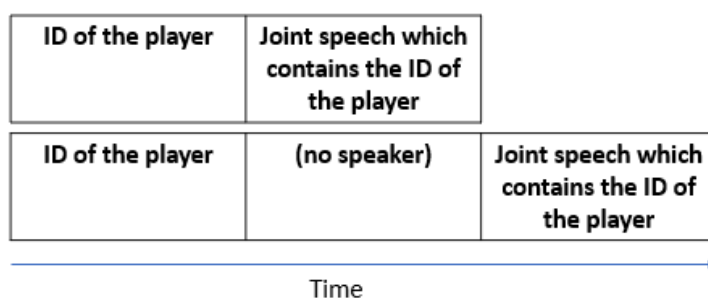 ID of the player
Joint speech which
contains the ID of
the player
ID of the player
(no speaker)
Joint speech which
contains the ID of
the player
Time